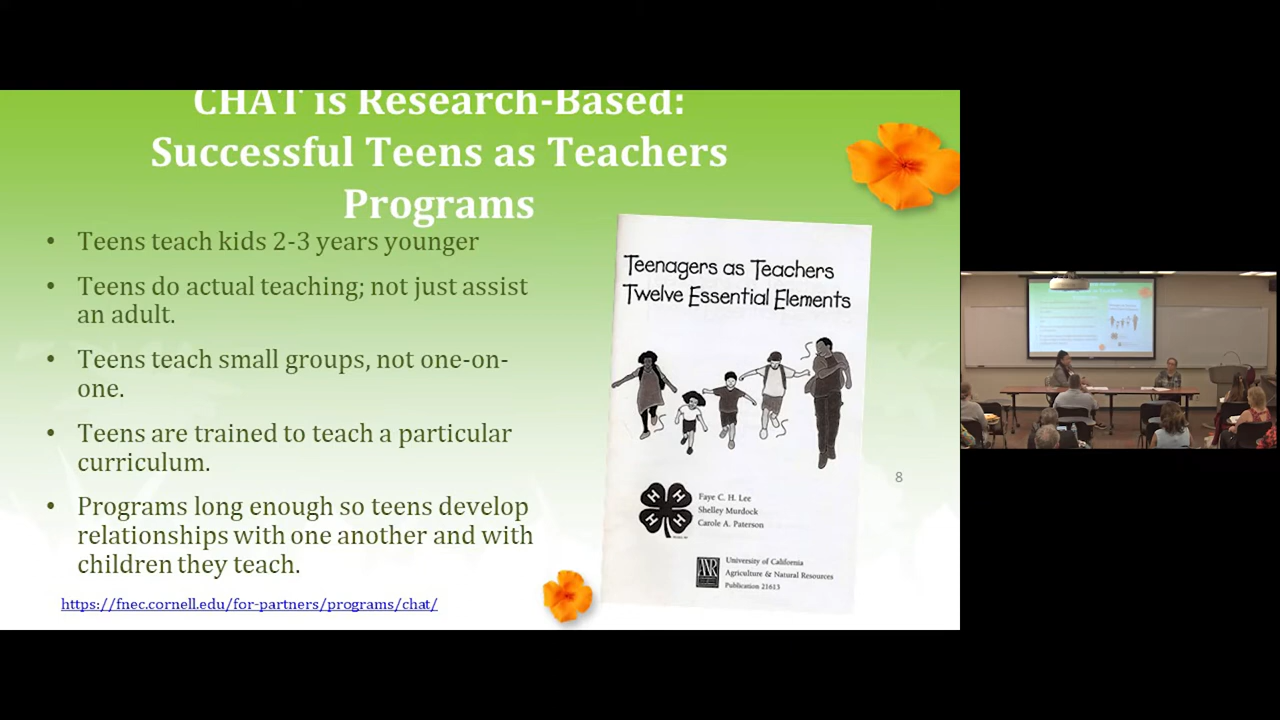 CHAT is Research-Based:
Successful Teens as Teachers
Programs
• Teens teach kids 2-3 years younger
• Teens do actual teaching; not just assist
an adult.
• Teens teach small groups, not one-on-
one.
• Teens are trained to teach a particular
curriculum.
• Programs long enough so teens develop
relationships with one another and with
children they teach.
https://fnec.cornell.edu/for-partners/programs/chat/
Teenagers as Teachers
Twelve Essential Elements
H H
H H
Faye C. H. Lee
Shelley Murdock
Carole A. Paterson
ANR
University of California
Agriculture & Natural Resources
Publication 21613
8